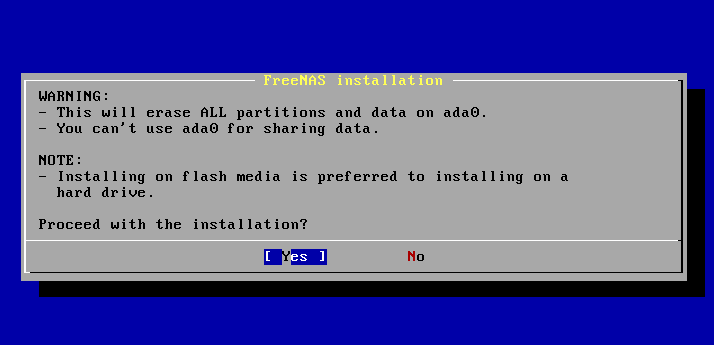 FreeNAS installation
WARNING:
- This will erase ALL partitions and data on ada0.
- You can't use ada0 for sharing data.
NOTE:
- Installing on flash media is preferred to installing on a
hard drive.
Proceed with the installation?
[ Yes ] No